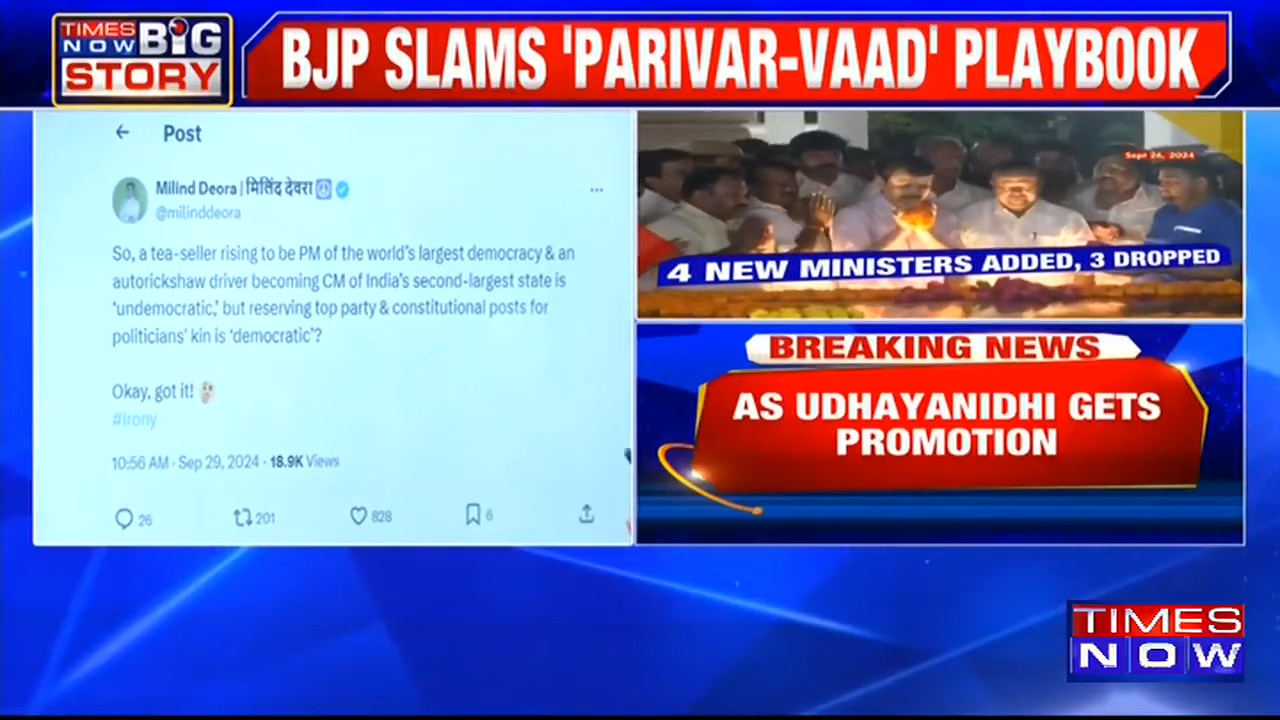 TIMES NOW BIG STORY
BJP SLAMS 'PARIVAR-VAAD' PLAYBOOK
Post
Milind Deora | मिलिंद देवरा
@milinddeora
So, a tea-seller rising to be PM of the world's largest democracy & an
autorickshaw driver becoming CM of India's second-largest state is
'undemocratic,' but reserving top party & constitutional posts for
politicians' kin is 'democratic'?
Okay, got it!
#Irony
10:56 AM · Sep 29, 2024 · 18.9K Views
26 201 828 6
Sept 26, 2024
4 NEW MINISTERS ADDED, 3 DROPPED
BREAKING NEWS
AS UDHAYANIDHI GETS
PROMOTION
TIMES
NOW